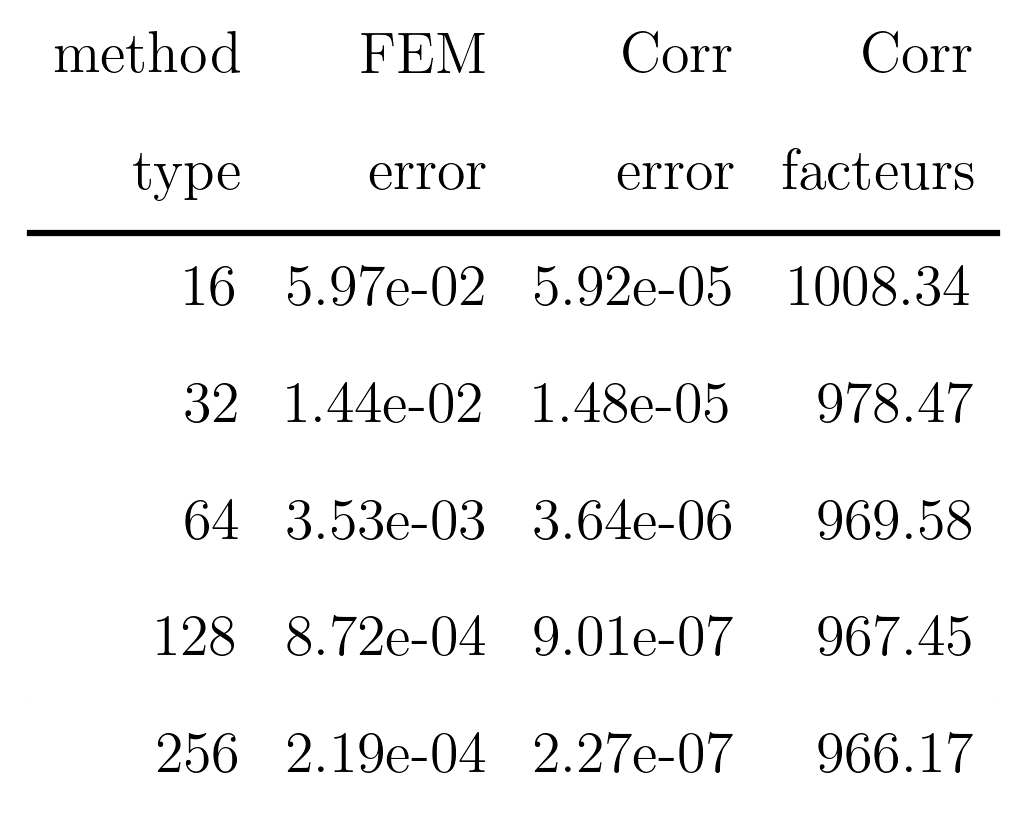 method FEM Corr Corr
type error error facteurs
16 5.97e-02 5.92e-05 1008.34
32 1.44e-02 1.48e-05 978.47
64 3.53e-03 3.64e-06 969.58
128 8.72e-04 9.01e-07 967.45
256 2.19e-04 2.27e-07 966.17